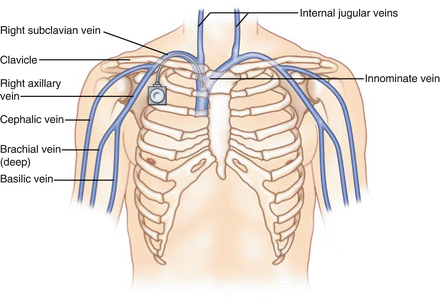 Internal jugular veins
Right subclavian vein
Clavicle
Innominate vein
Right axillary
vein
Cephalic vein
Brachial vein
(deep)
Basilic vein